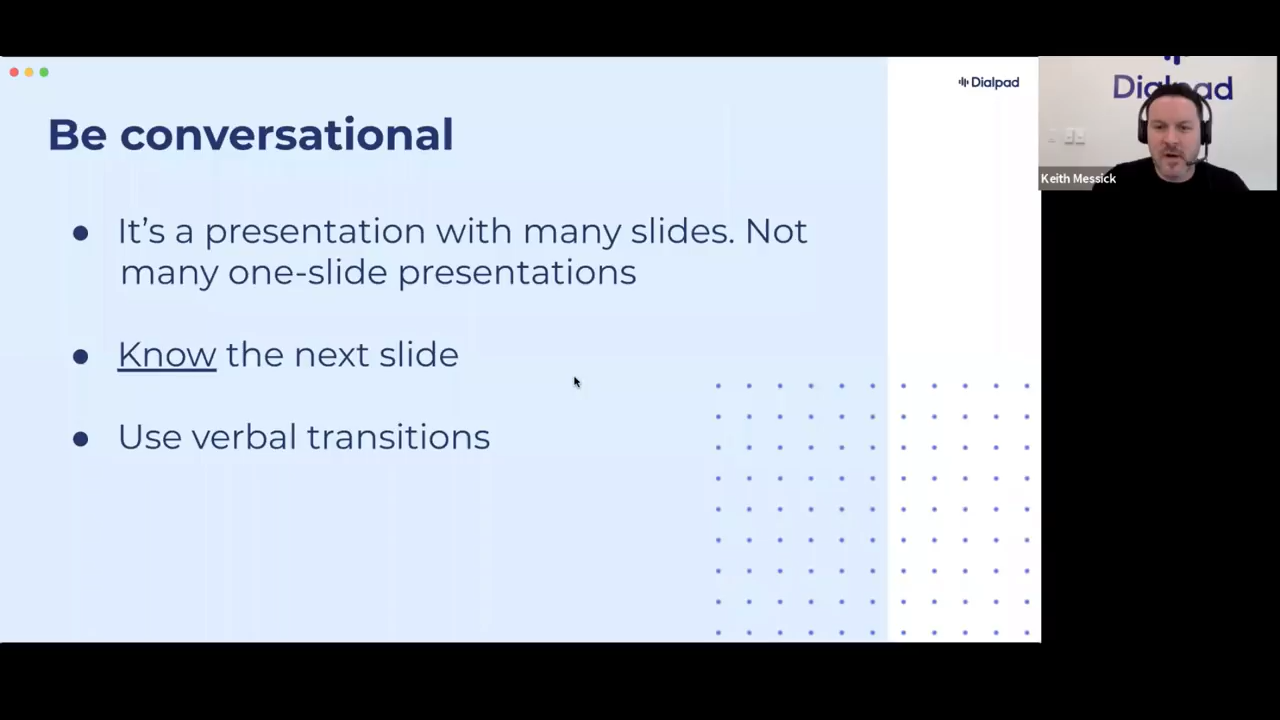 Be conversational
● It’s a presentation with many slides. Not
many one-slide presentations
● Know the next slide
● Use verbal transitions
Dialpad
Dialpad
Keith Messick